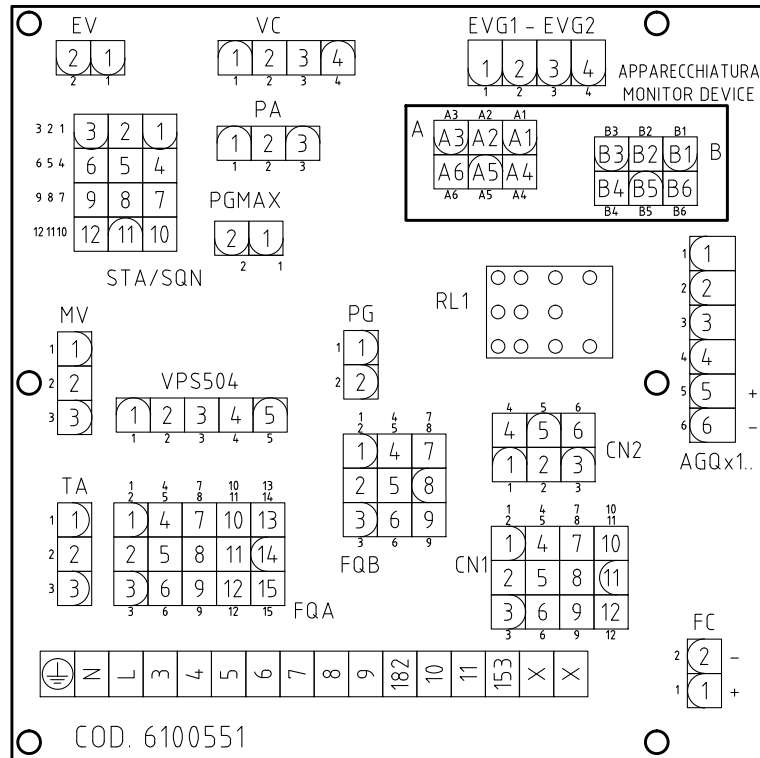 EV VC EVG1 - EVG2
2 1
2 1
1 2 3 4
1 2 3 4
1 2 3 4
1 2 3 4
APPARECCHIATURA
MONITOR DEVICE
3 2 1 3 2 1
6 5 4 6 5 4
9 8 7 9 8 7
12 11 10 12 11 10
STA/SQN
PA
1 2 3
1 2 3
PGMAX
2 1
2 1
A
A3 A2 A1
A3 A2 A1
A6 A5 A4
A6 A5 A4
B
B3 B2 B1
B3 B2 B1
B4 B5 B6
B4 B5 B6
RL1
1 1
2 2
3 3
4 4
5 5 +
6 6 -
AGQx1..
MV
1 1
2 2
3 3
VPS504
1 2 3 4 5
1 2 3 4 5
PG
1 1
2 2
1 4 7
2 5 8
1 4 7
2 5 8
3 6 9
3 6 9
FQB
4 5 6
4 5 6
1 2 3
1 2 3
CN2
TA
1 1
2 2
3 3
1 4 7 10 13
2 5 8 11 14
1 4 7 10 13
2 5 8 11 14
3 6 9 12 15
3 6 9 12 15
FQA
1 4 7 10
2 5 8 11
1 4 7 10
2 5 8 11
3 6 9 12
3 6 9 12
CN1
FC
2 2 -
1 1 +
N L 3 4 5 6 7 8 9 182 10 11 153 X X
COD. 6100551